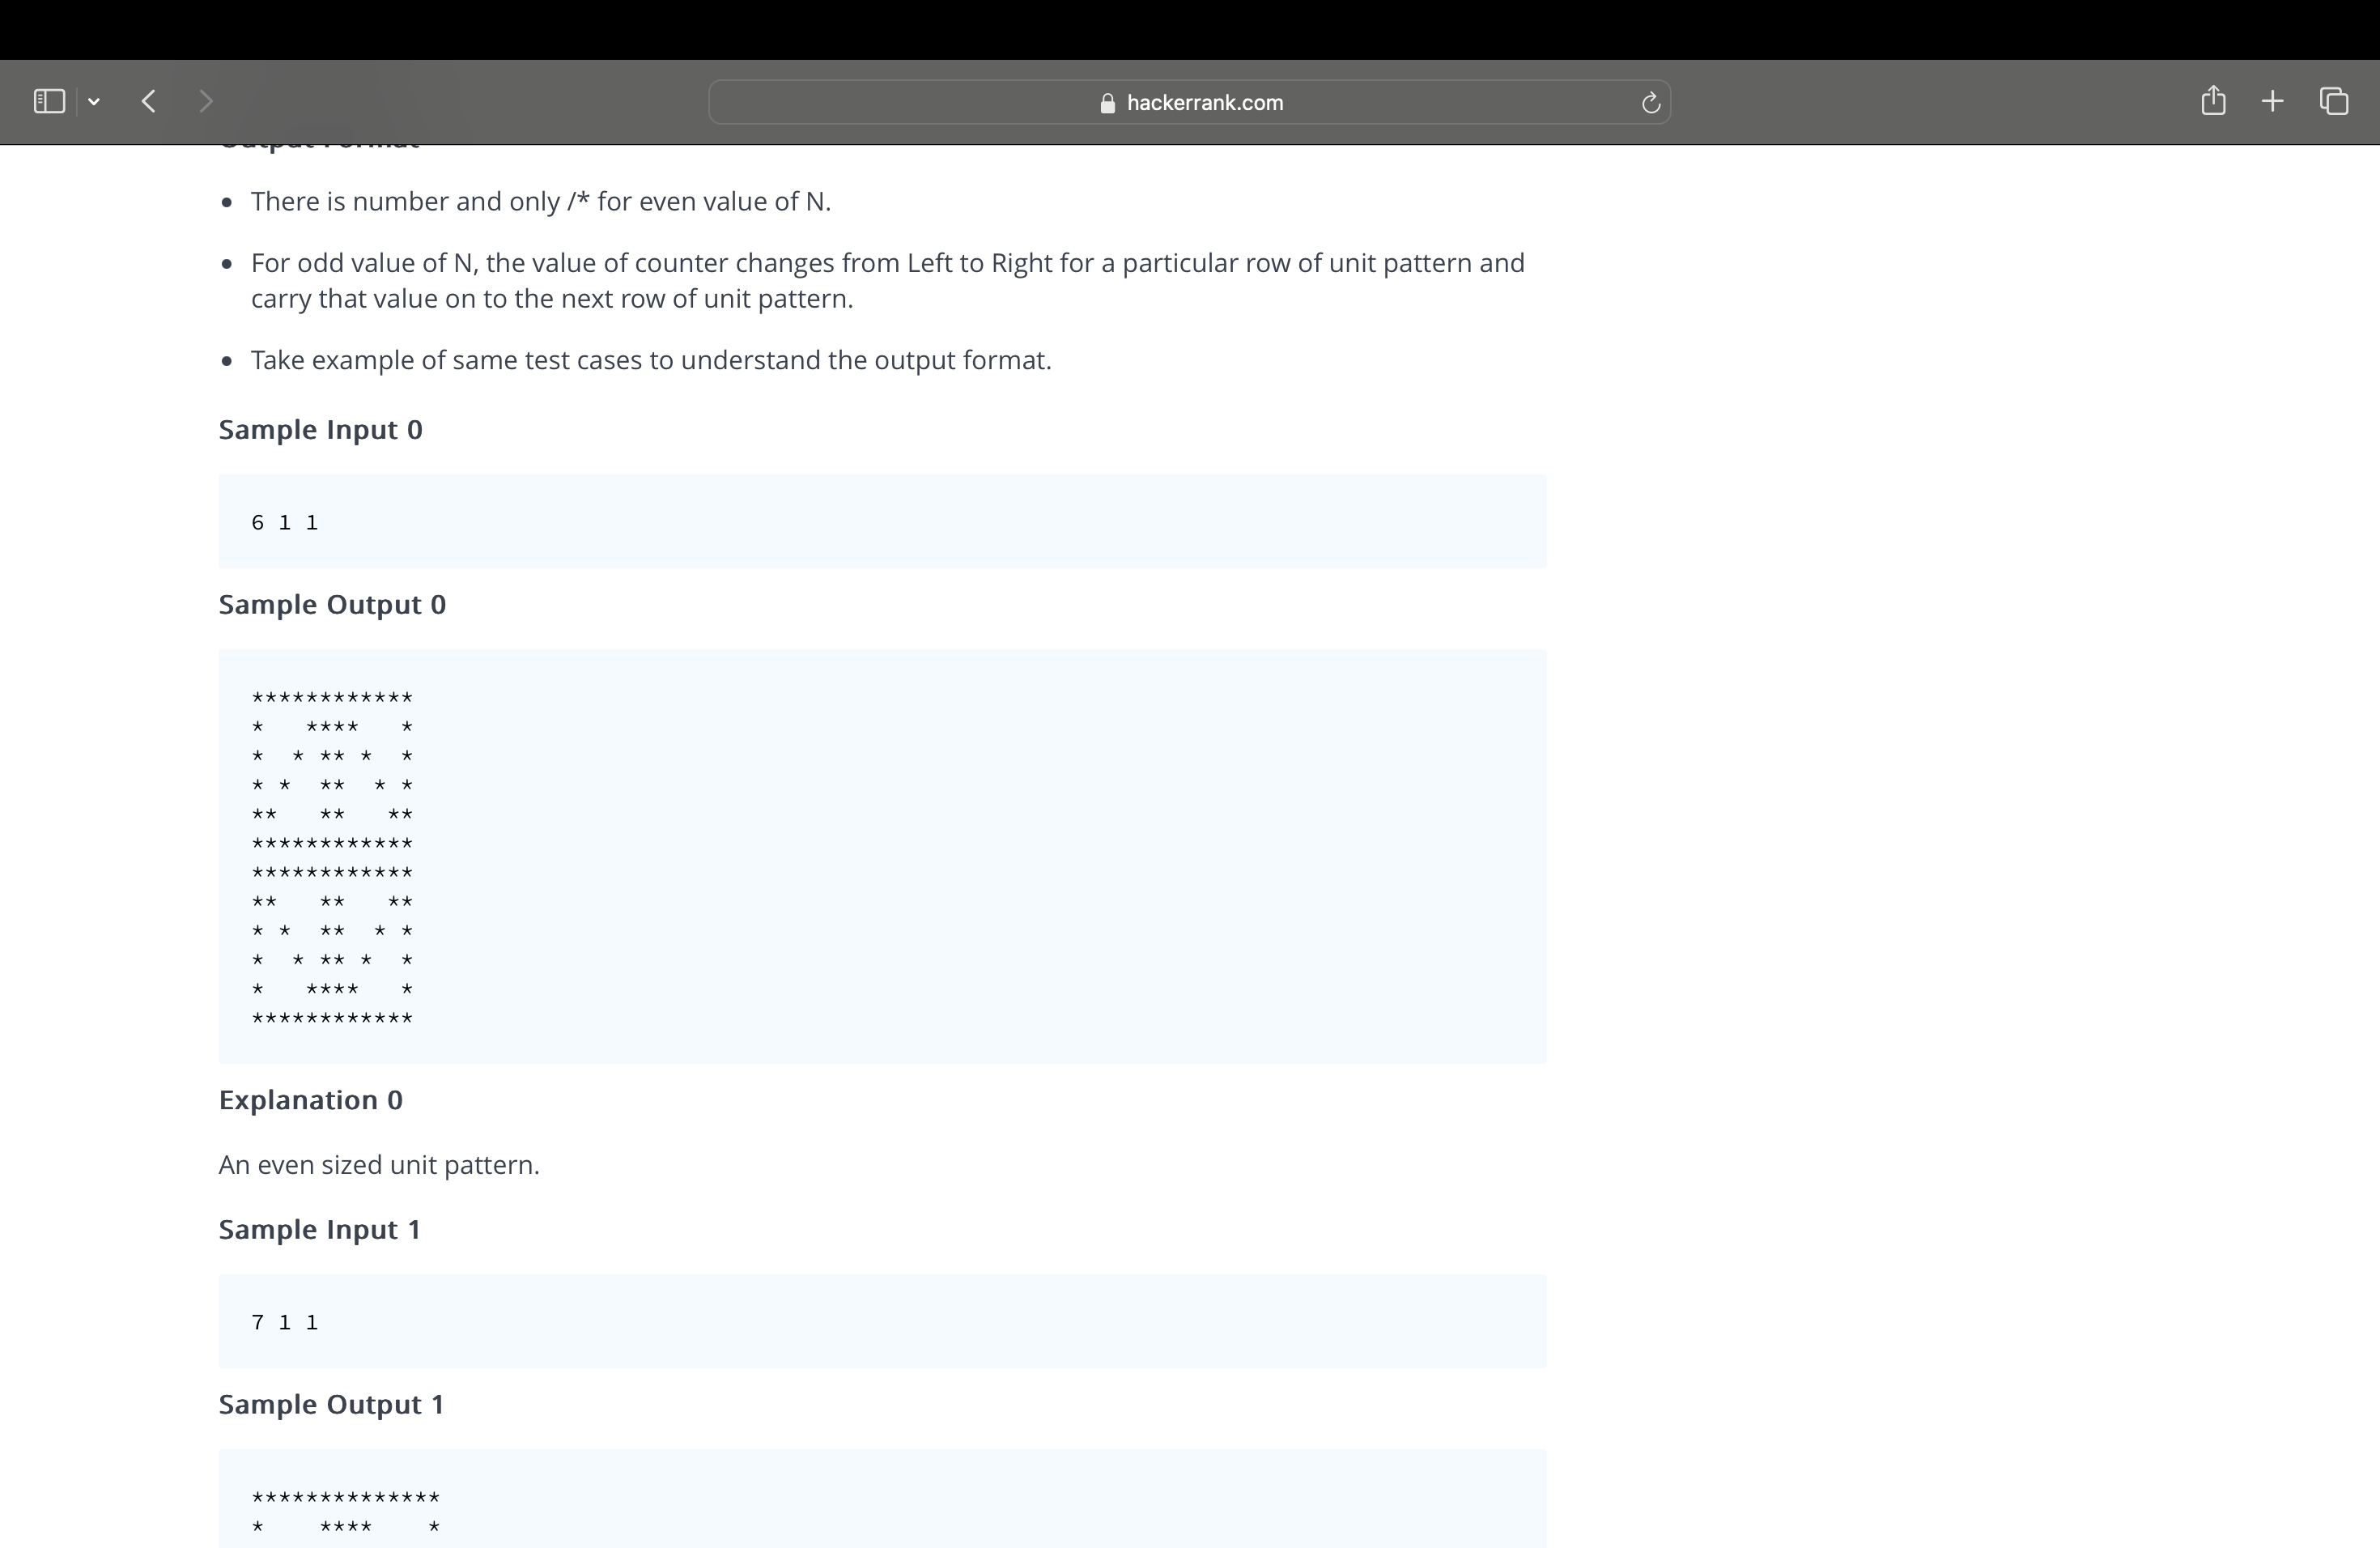 hackerrank.com
Output Format
There is number and only /* for even value of N.
For odd value of N, the value of counter changes from Left to Right for a particular row of unit pattern and
carry that value on to the next row of unit pattern.
Take example of same test cases to understand the output format.
Sample Input 0
6 1 1
Sample Output 0
************
*   ****   *
*  * ** *  *
* *  **  * *
**   **   **
************
************
**   **   **
* *  **  * *
*  * ** *  *
*   ****   *
************
Explanation 0
An even sized unit pattern.
Sample Input 1
7 1 1
Sample Output 1
**************
*    ****    *